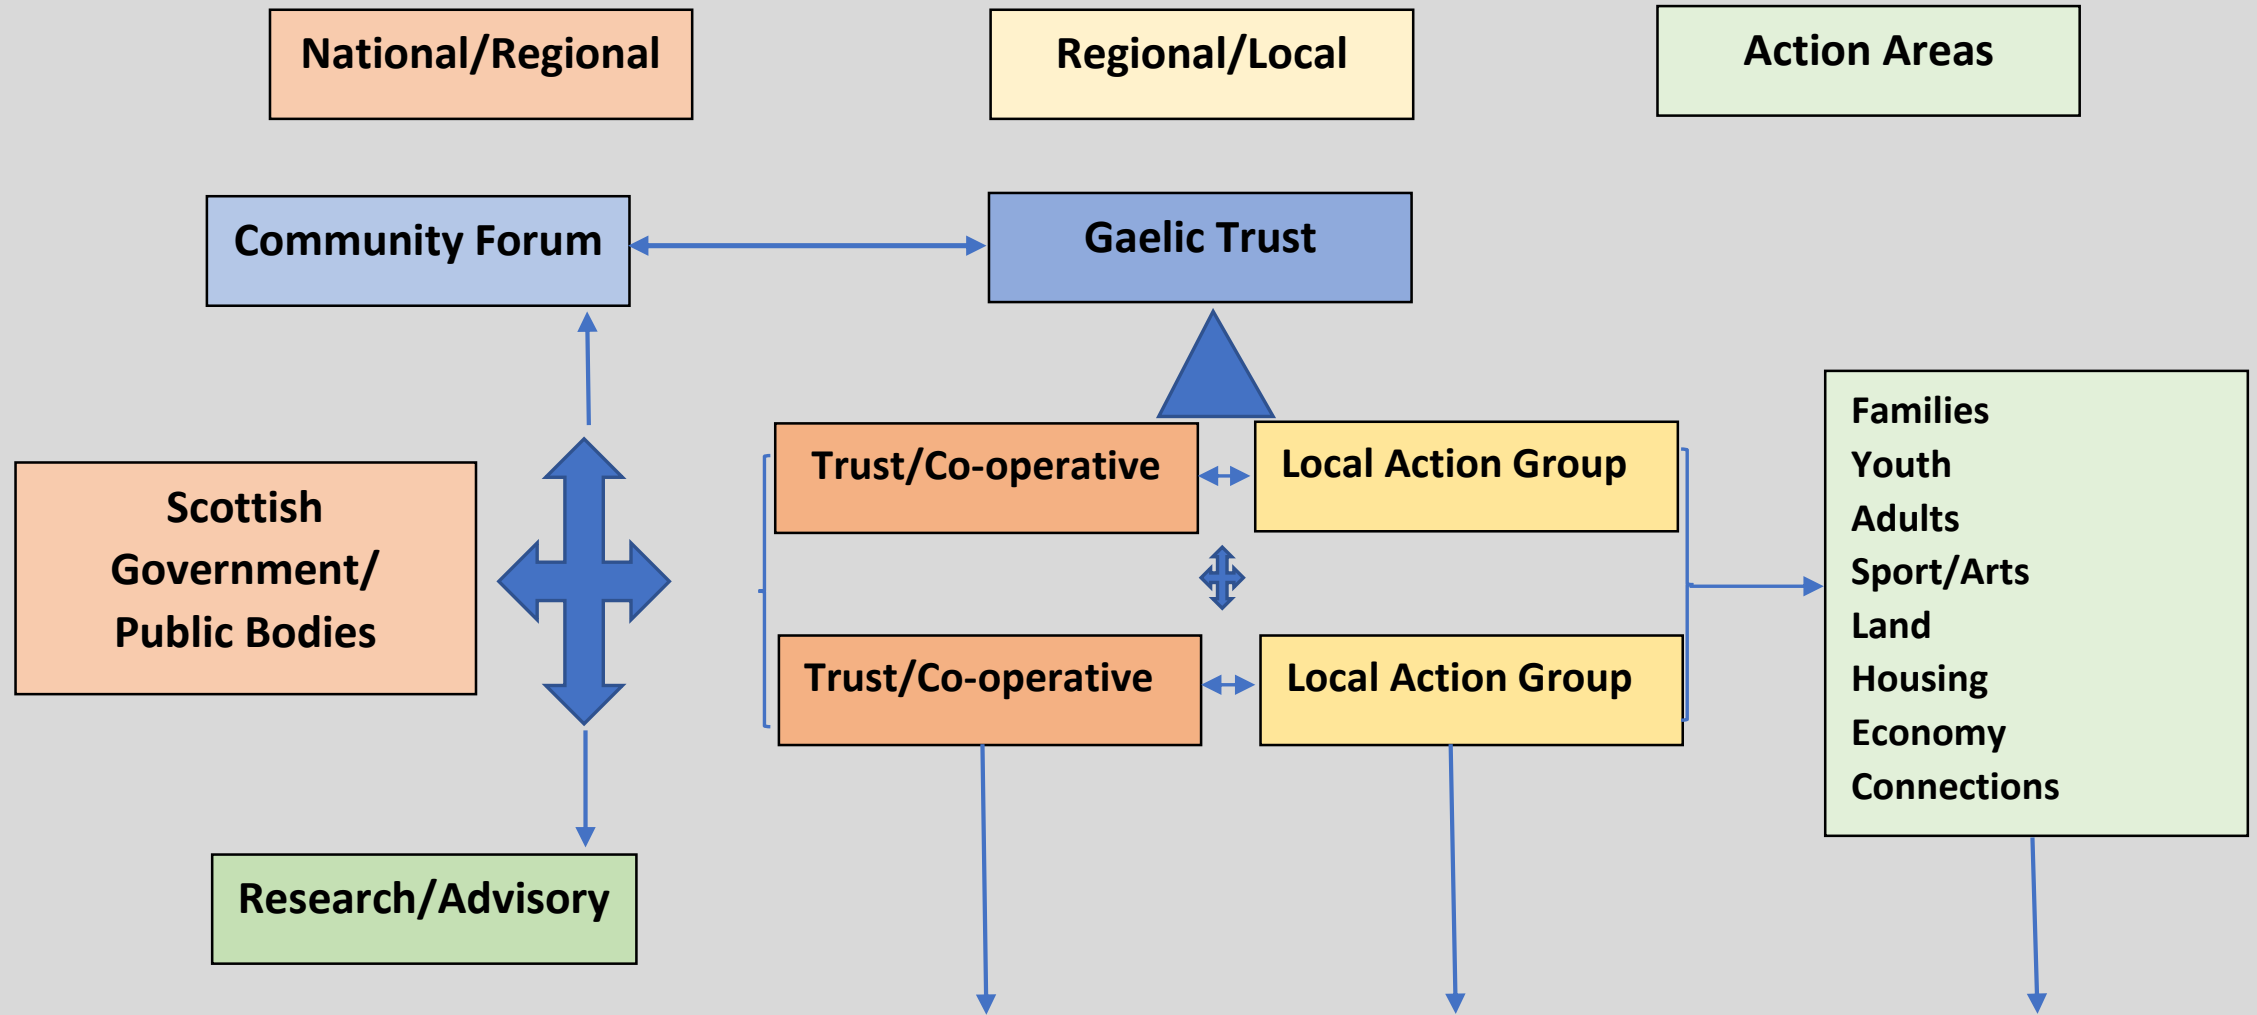 National/Regional
Regional/Local
Action Areas
Community Forum
Gaelic Trust
Scottish
Government/
Public Bodies
Trust/Co-operative
Local Action Group
Trust/Co-operative
Local Action Group
Families
Youth
Adults
Sport/Arts
Land
Housing
Economy
Connections
Research/Advisory